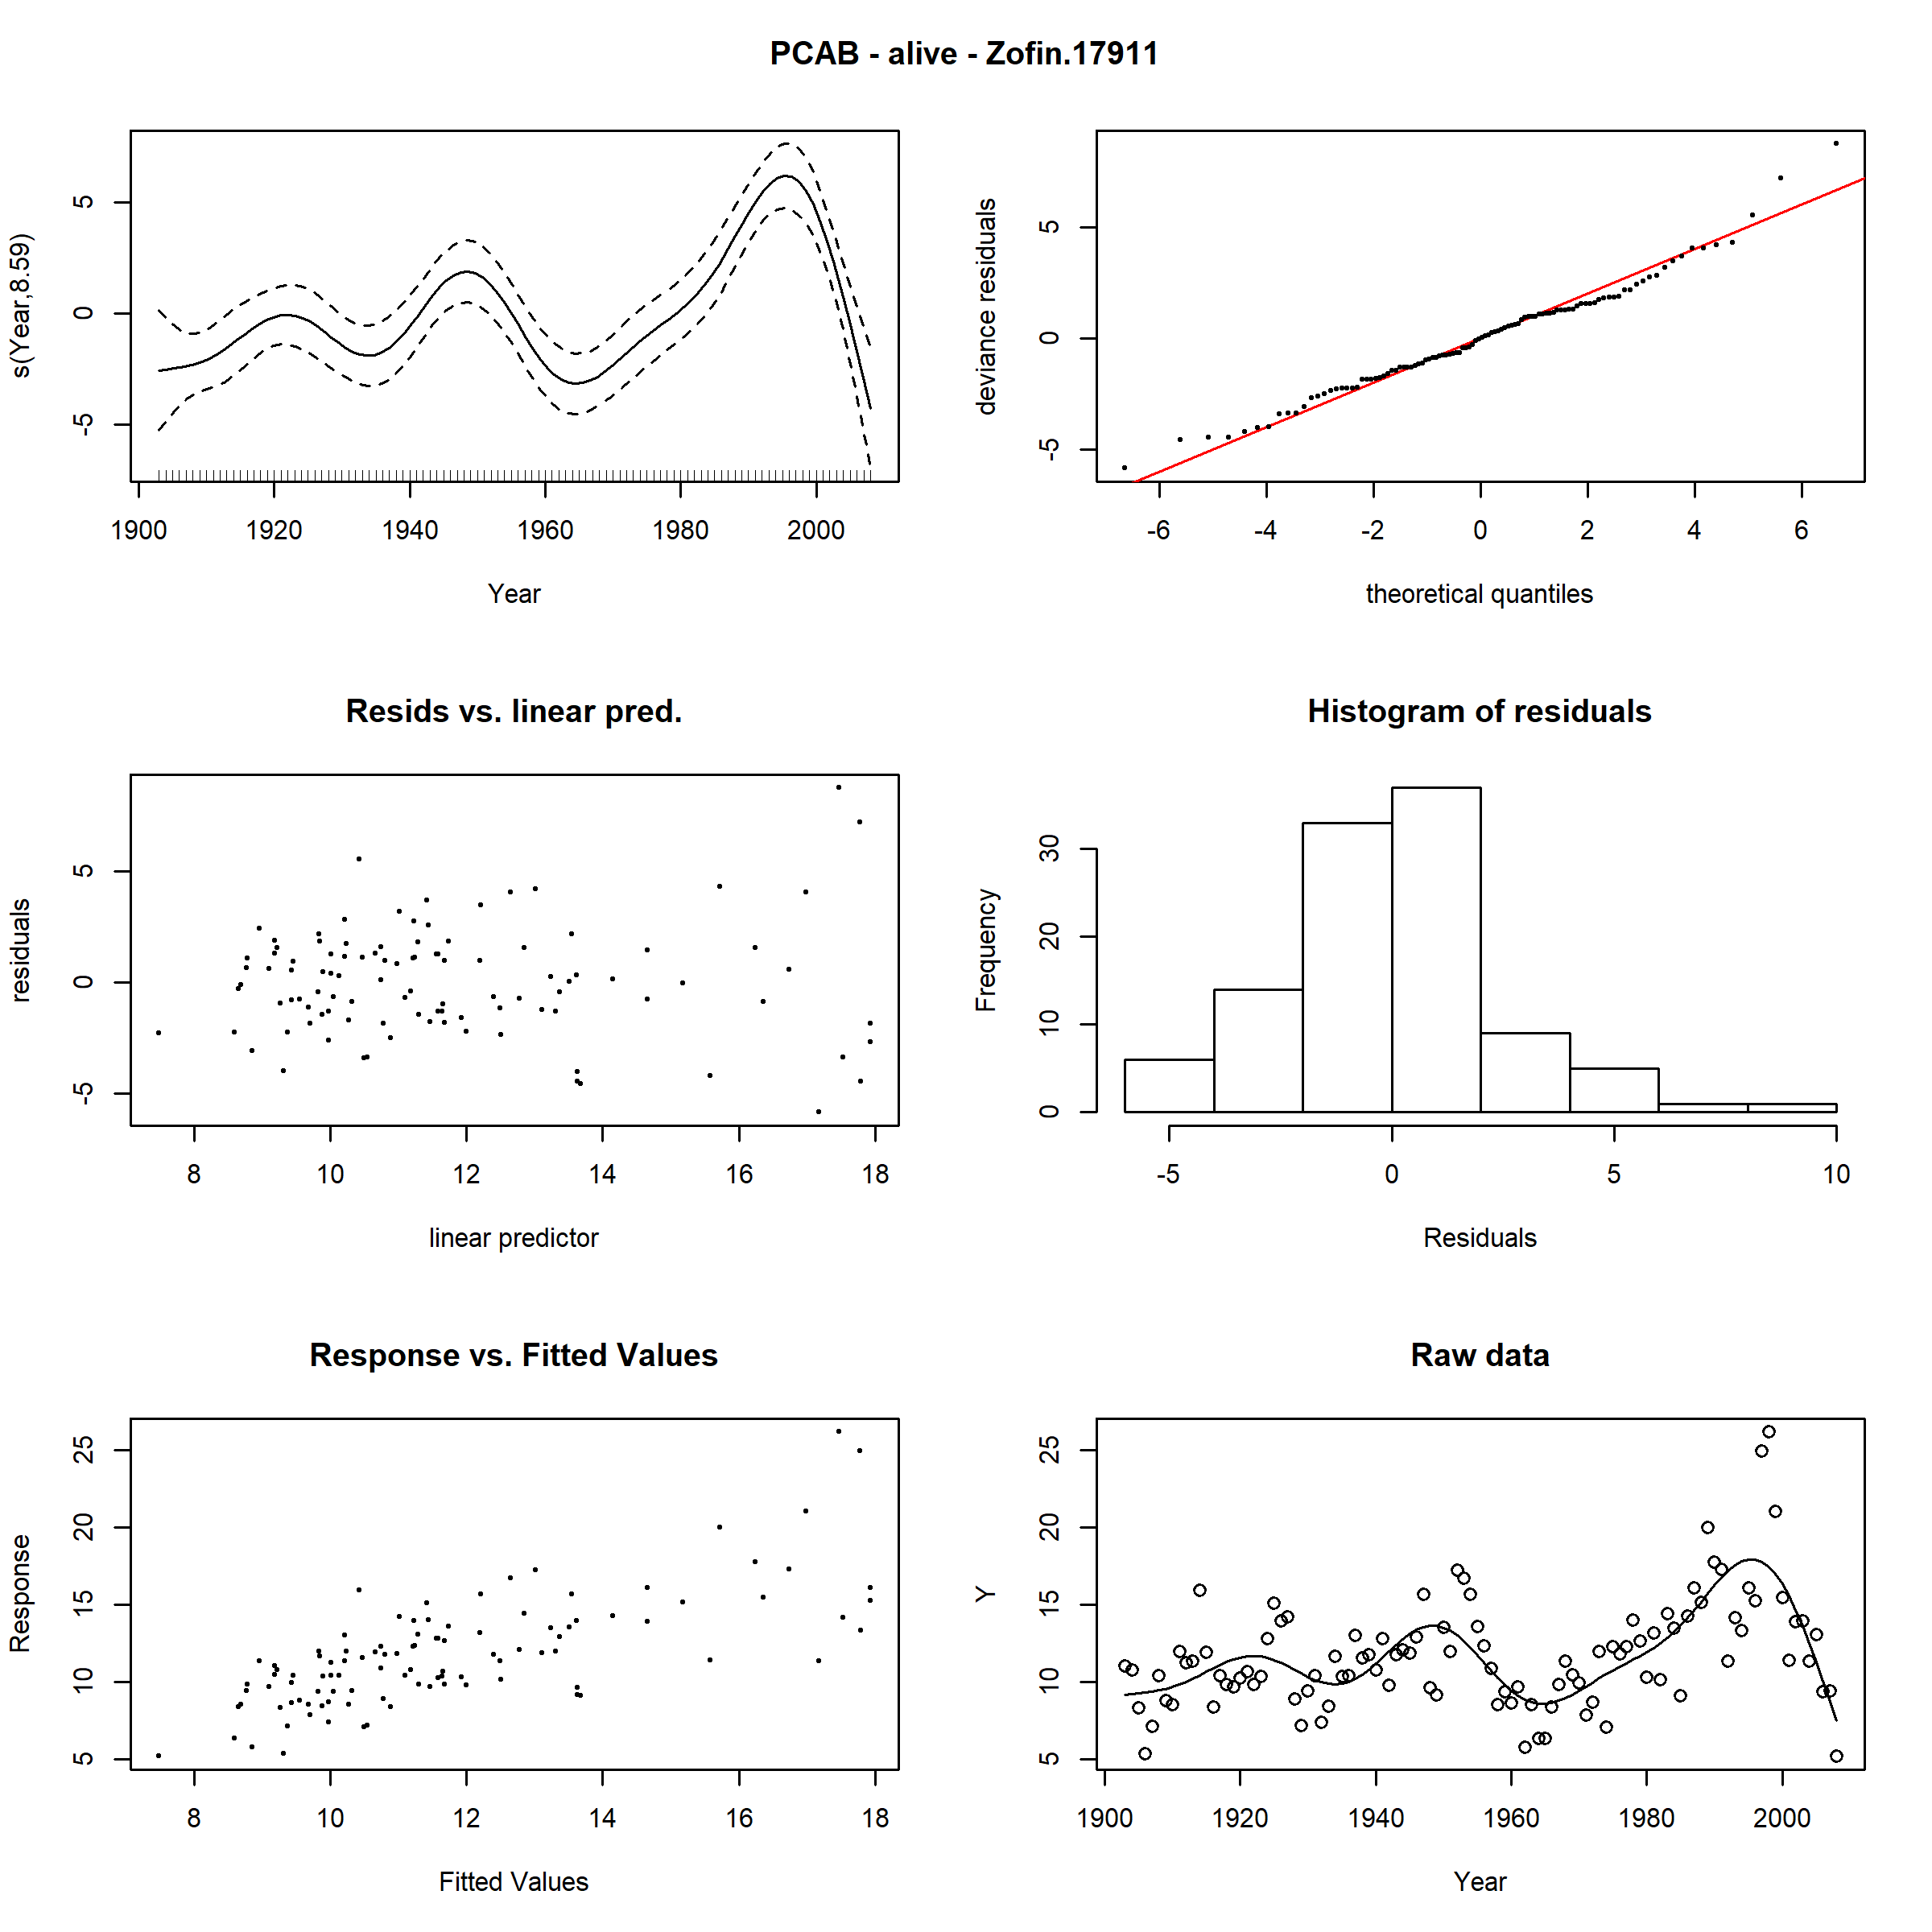 PCAB - alive - Zofin.17911
s(Year,8.59)
-5 0 5
1900 1920 1940 1960 1980 2000
Year
deviance residuals
-5 0 5
-6 -4 -2 0 2 4 6
theoretical quantiles
Resids vs. linear pred.
residuals
-5 0 5
8 10 12 14 16 18
linear predictor
Histogram of residuals
Frequency
0 10 20 30
-5 0 5 10
Residuals
Response vs. Fitted Values
Response
5 10 15 20 25
8 10 12 14 16 18
Fitted Values
Raw data
Y
5 10 15 20 25
1900 1920 1940 1960 1980 2000
Year